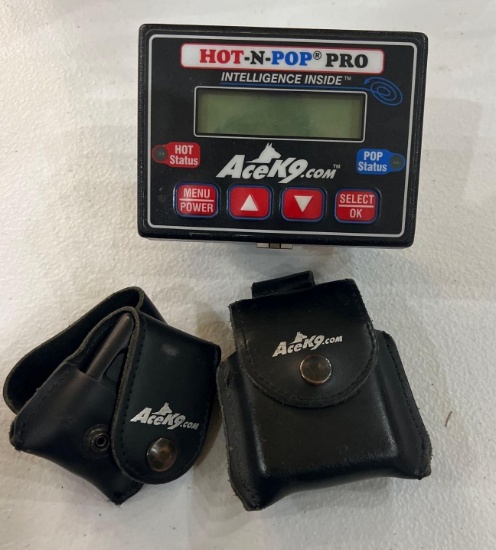 HOT-N-POP® PRO
INTELLIGENCE INSIDE™
HOT
Status
ACEK9.COM™
POP
Status
MENU
POWER
SELECT
OK
ACEK9.COM
ACEK9.COM